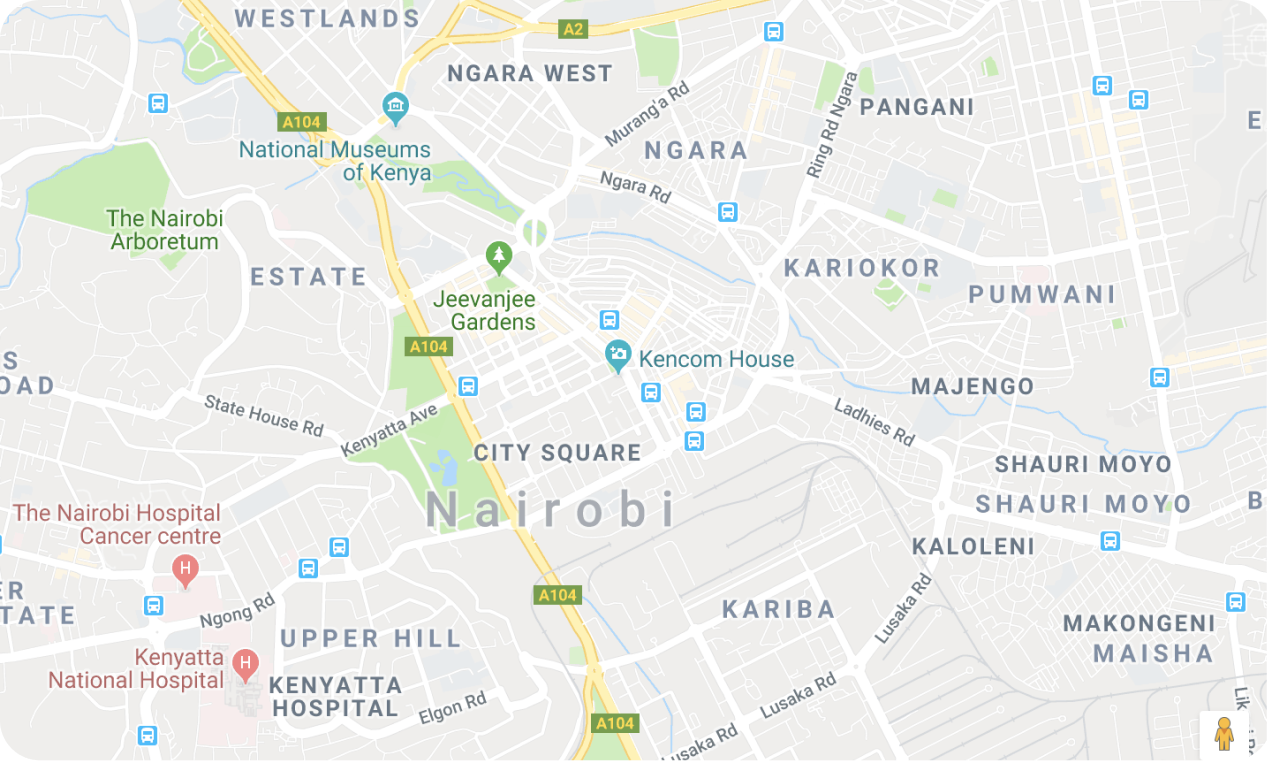 WESTLANDS
A2
NGARA WEST
Murang'a Rd
Ring Rd Ngara
PANGANI
E
A104
National Museums
of Kenya
NGARA
Ngara Rd
The Nairobi
Arboretum
ESTATE
KARIOKOR
PUMWANI
Jeevanjee
Gardens
A104
Kencom House
S
OAD
MAJENGO
State House Rd
Kenyatta Ave
Ladhies Rd
CITY SQUARE
SHAURI MOYO
SHAURI MOYO
B
Nairobi
The Nairobi Hospital
Cancer centre
H
KALOLENI
ER
TATE
Ngong Rd
A104
KARIBA
Lusaka Rd
MAKONGENI
MAISHA
UPPER HILL
Kenyatta
National Hospital
H
KENYATTA
HOSPITAL
Elgon Rd
Lusaka Rd
A104
Lusaka Rd
Lik